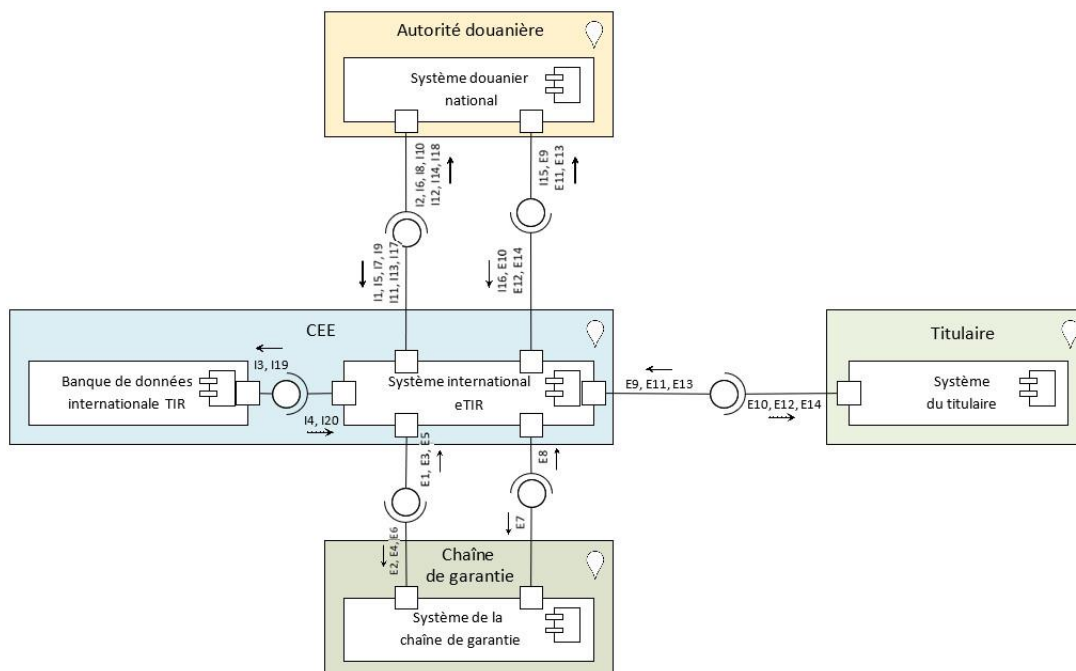 Autorité douanière
Système douanier
national
I2, I6, I8, I10
I12, I14, I18
I15, E9
E11, E13
I1, I5, I7, I9
I11, I13, I17
I16, E10
E12, E14
CEE
I3, I19
Banque de données
internationale TIR
I4, I20
Système international
eTIR
E9, E11, E13
E10, E12, E14
Titulaire
Système
du titulaire
E1, E3, E5
E8
E2, E4, E6
E7
Chaîne
de garantie
Système de la
chaîne de garantie